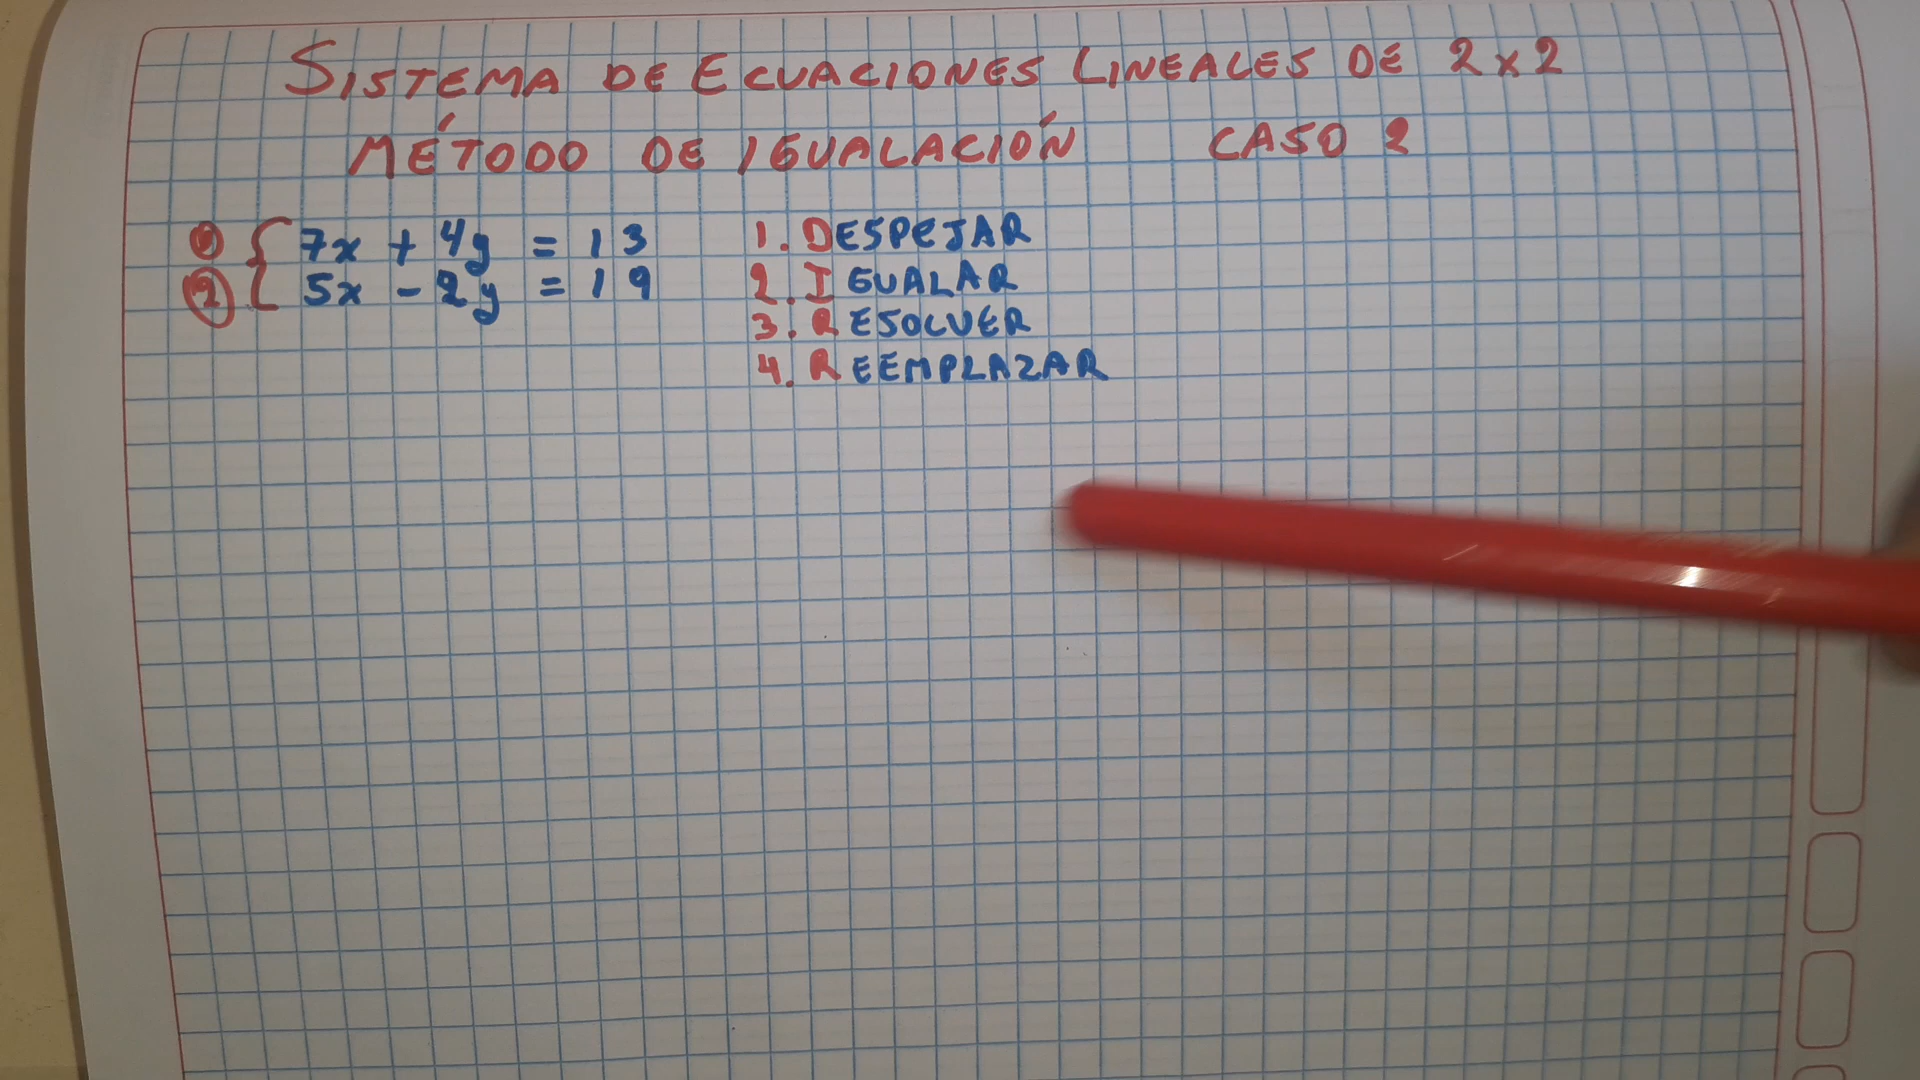 SISTEMA DE ECUACIONES LINEALES DE 2x2
MÉTODO DE IGUALACIÓN CASO 2
① 7x + 4y = 13
② 5x - 2y = 19
1. DESPEJAR
2. IGUALAR
3. RESOLVER
4. REEMPLAZAR